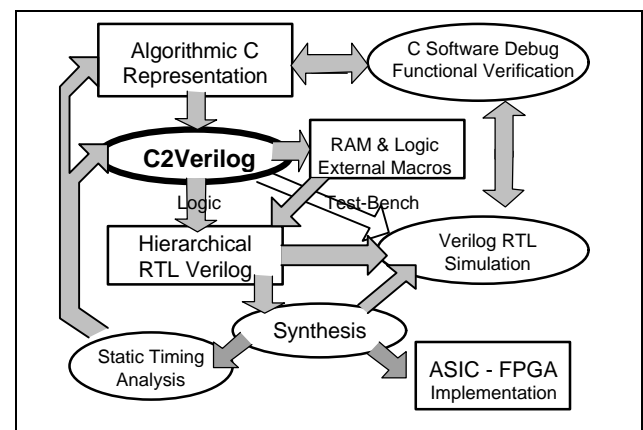 Algorithmic C
Representation
C Software Debug
Functional Verification
C2Verilog
RAM & Logic
External Macros
Logic
Test-Bench
Hierarchical
RTL Verilog
Verilog RTL
Simulation
Synthesis
Static Timing
Analysis
ASIC - FPGA
Implementation